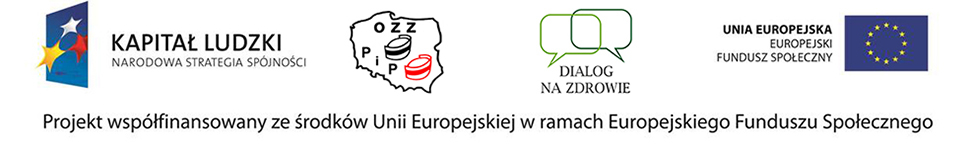 KAPITAŁ LUDZKI
NARODOWA STRATEGIA SPÓJNOŚCI
OZZ
PiP
DIALOG
NA ZDROWIE
UNIA EUROPEJSKA
EUROPEJSKI
FUNDUSZ SPOŁECZNY
Projekt współfinansowany ze środków Unii Europejskiej w ramach Europejskiego Funduszu Społecznego